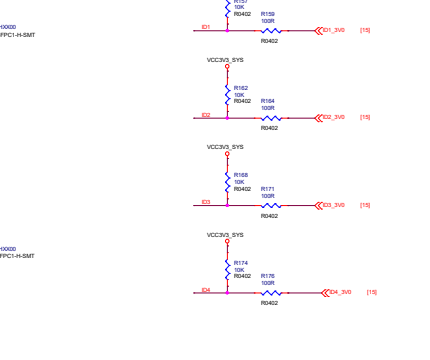 R157
10K
R0402
R159
100R
ID1
ID1_3V0 [15]
R0402
FPC1-H-SMT
VCC3V3_SYS
R162
10K
R0402
R164
100R
ID2
ID2_3V0 [15]
R0402
VCC3V3_SYS
R168
10K
R0402
R171
100R
ID3
ID3_3V0 [15]
R0402
VCC3V3_SYS
FPC1-H-SMT
R174
10K
R0402
R176
100R
ID4
ID4_3V0 [15]
R0402